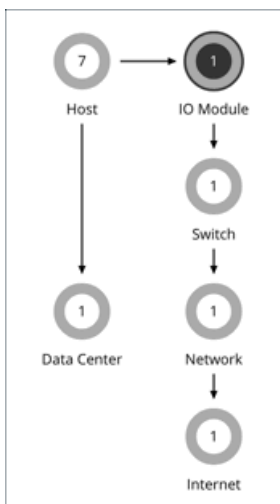 7 1
Host IO Module
1
Switch
1 1
Data Center Network
1
Internet